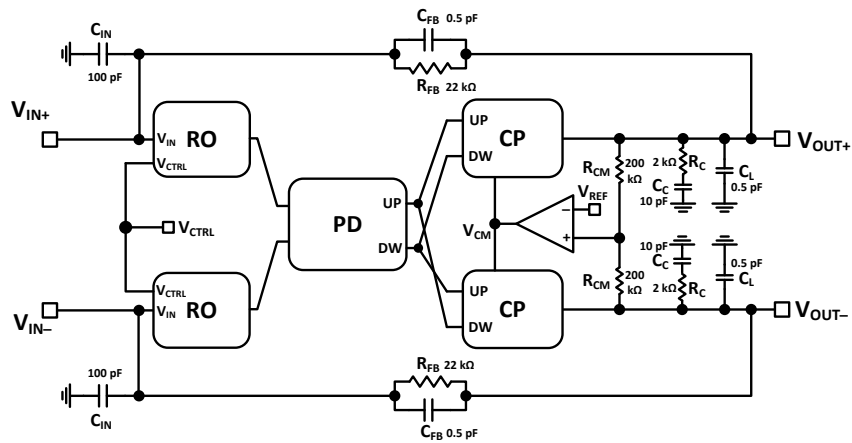 C_IN
100 pF
C_FB 0.5 pF
R_FB 22 kΩ
V_IN+
RO
V_IN
V_CTRL
UP
DW
CP
V_OUT+
R_CM 200 kΩ
2 kΩ R_C
C_C
10 pF
C_L
0.5 pF
V_CTRL
PD
UP
DW
V_CM
V_REF
−
+
R_CM 200 kΩ
10 pF
C_C
2 kΩ R_C
0.5 pF
C_L
V_CTRL
V_IN
RO
V_IN−
UP
DW
CP
V_OUT−
100 pF
C_IN
R_FB 22 kΩ
C_FB 0.5 pF